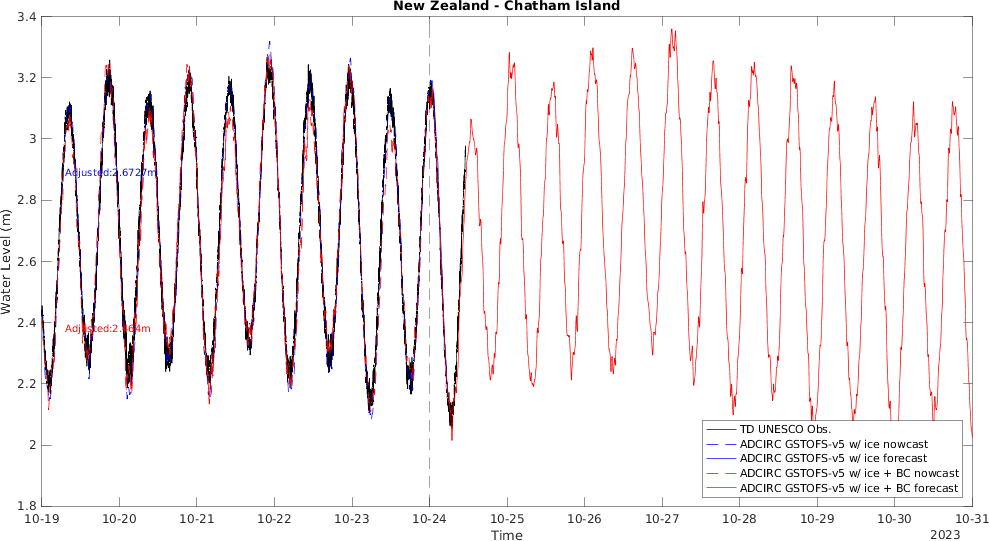 New Zealand - Chatham Island
3.4
3.2
3
2.8
2.6
2.4
2.2
2
1.8
Water Level (m)
Adjusted:2.6727m
TD UNESCO Obs.
ADCIRC GSTOFS-v5 w/ ice nowcast
ADCIRC GSTOFS-v5 w/ ice forecast
ADCIRC GSTOFS-v5 w/ ice + BC nowcast
ADCIRC GSTOFS-v5 w/ ice + BC forecast
10-19 10-20 10-21 10-22 10-23 10-24 10-25 10-26 10-27 10-28 10-29 10-30 10-31
Time
2023